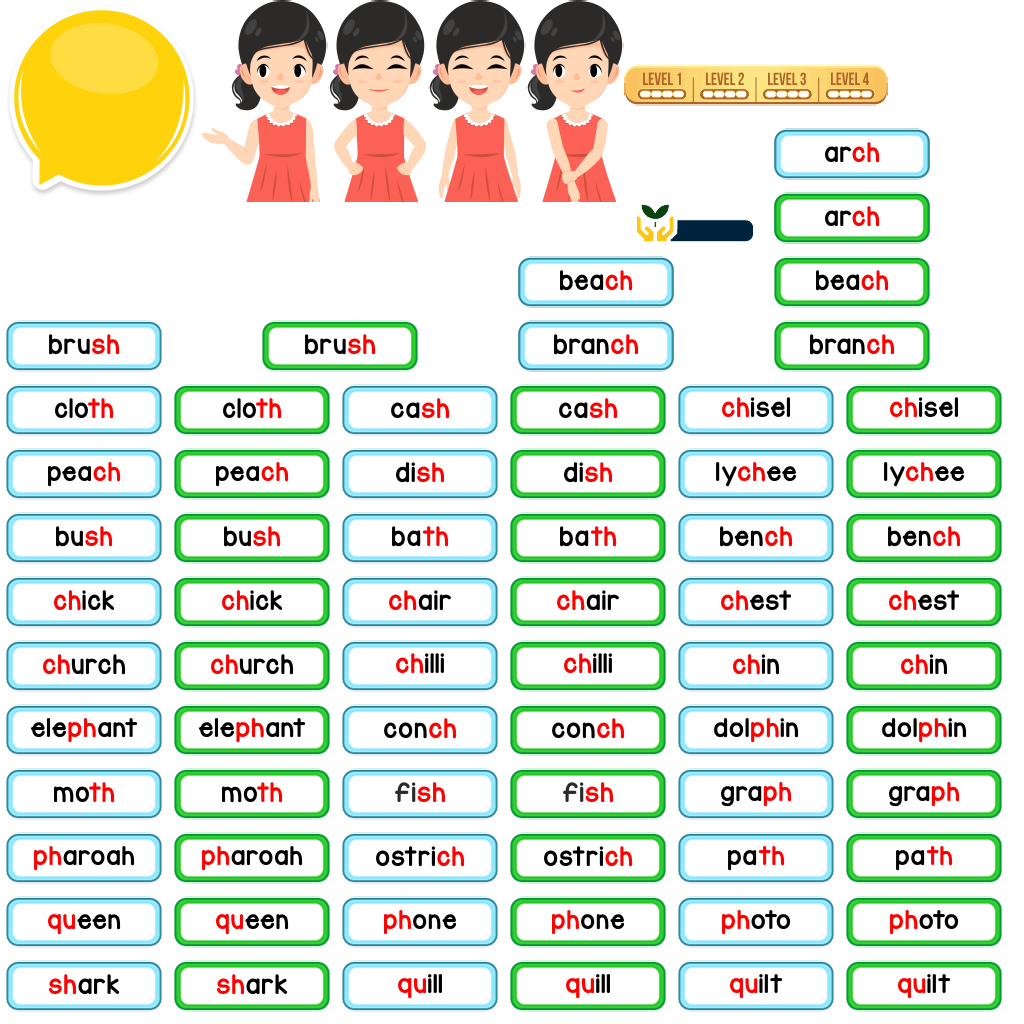 LEVEL 1 LEVEL 2 LEVEL 3 LEVEL 4
arch
arch
beach beach
brush brush branch branch
cloth cloth cash cash chisel chisel
peach peach dish dish lychee lychee
bush bush bath bath bench bench
chick chick chair chair chest chest
church church chilli chilli chin chin
elephant elephant conch conch dolphin dolphin
moth moth fish fish graph graph
pharoah pharoah ostrich ostrich path path
queen queen phone phone photo photo
shark shark quill quill quilt quilt